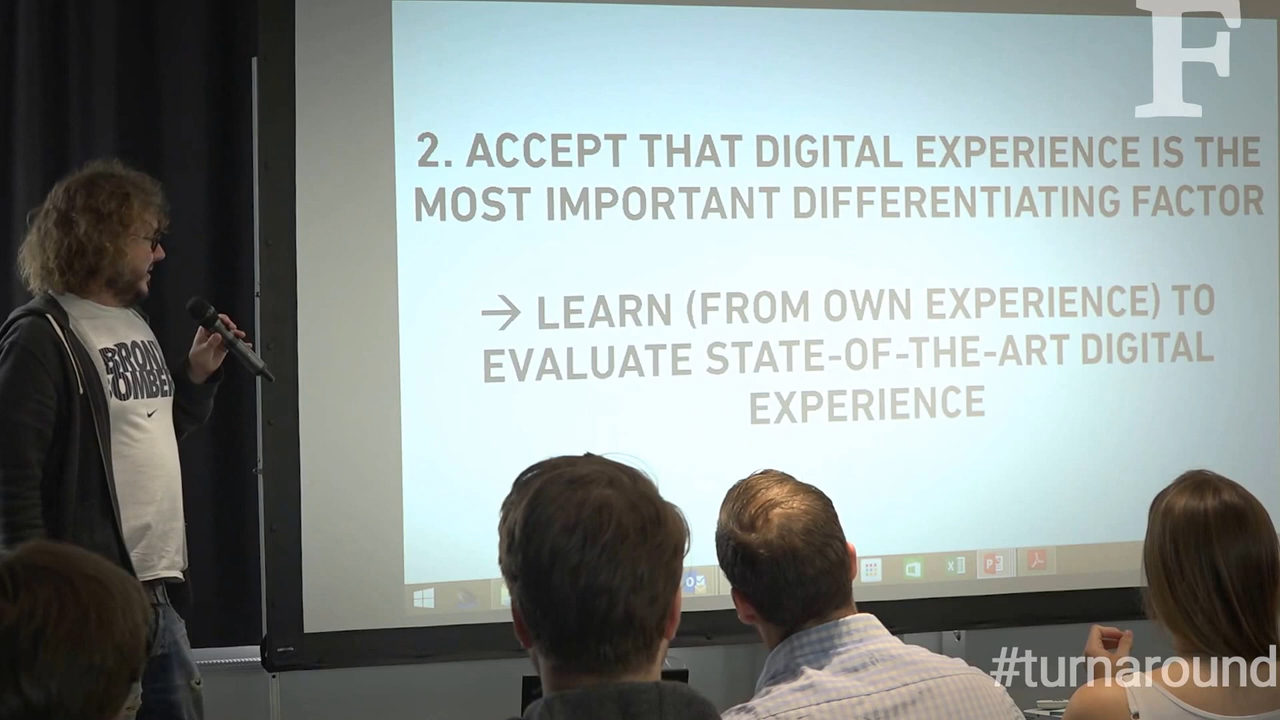 F
2. ACCEPT THAT DIGITAL EXPERIENCE IS THE
MOST IMPORTANT DIFFERENTIATING FACTOR
→ LEARN (FROM OWN EXPERIENCE) TO
EVALUATE STATE-OF-THE-ART DIGITAL
EXPERIENCE
#turnaround